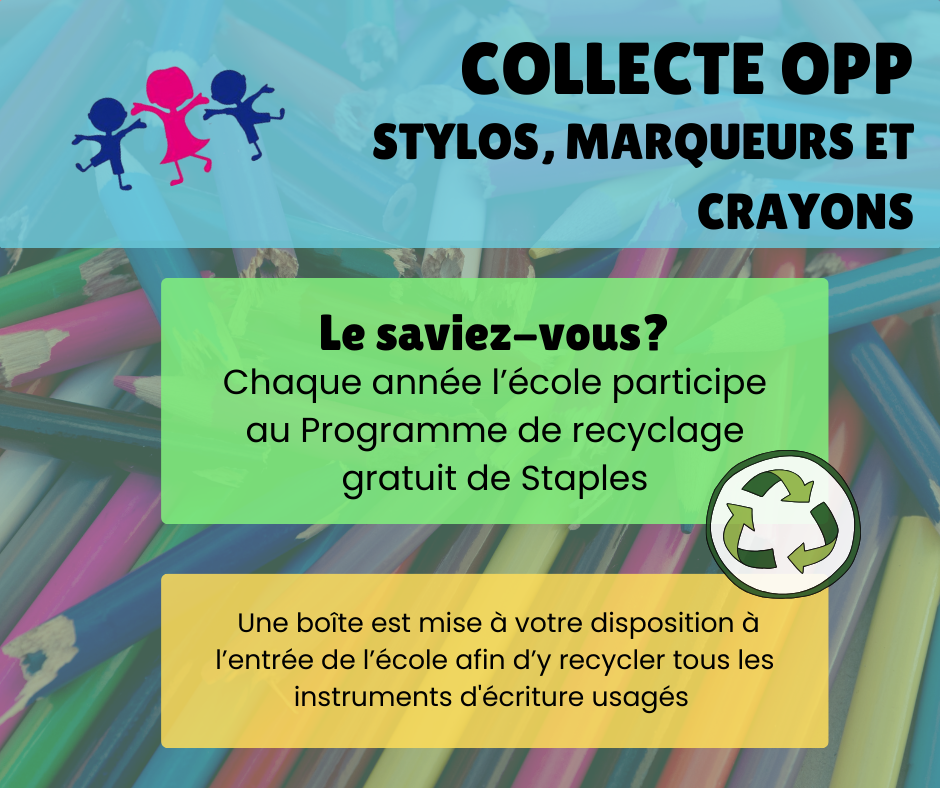 COLLECTE OPP
STYLOS, MARQUEURS ET
CRAYONS
Le saviez-vous?
Chaque année l’école participe
au Programme de recyclage
gratuit de Staples
Une boîte est mise à votre disposition à
l’entrée de l’école afin d’y recycler tous les
instruments d'écriture usagés